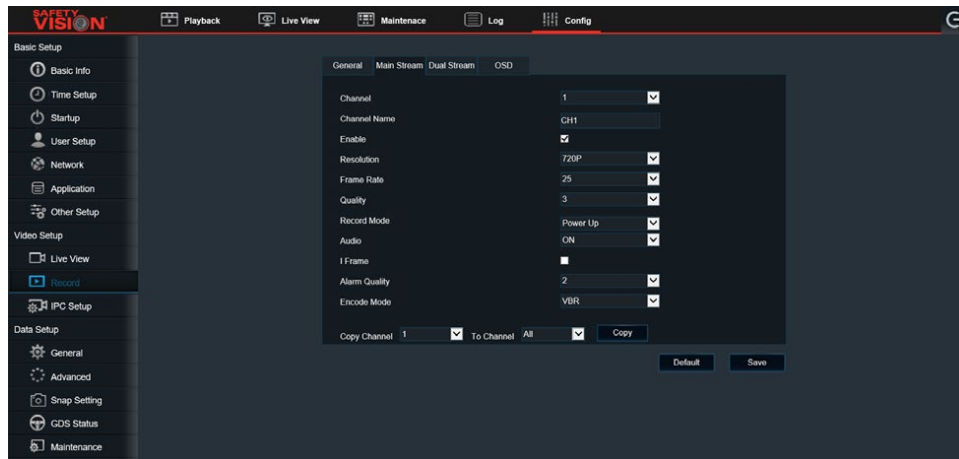 SAFETY VISION
Playback Live View Maintenace Log Config
Basic Setup
Basic Info
Time Setup
Startup
User Setup
Network
Application
Other Setup
Video Setup
Live View
Record
IPC Setup
Data Setup
General
Advanced
Snap Setting
GDS Status
Maintenance
General Main Stream Dual Stream OSD
Channel 1
Channel Name CH1
Enable
Resolution 720P
Frame Rate 25
Quality 3
Record Mode Power Up
Audio ON
I Frame
Alarm Quality 2
Encode Mode VBR
Copy Channel 1 To Channel All Copy
Default Save